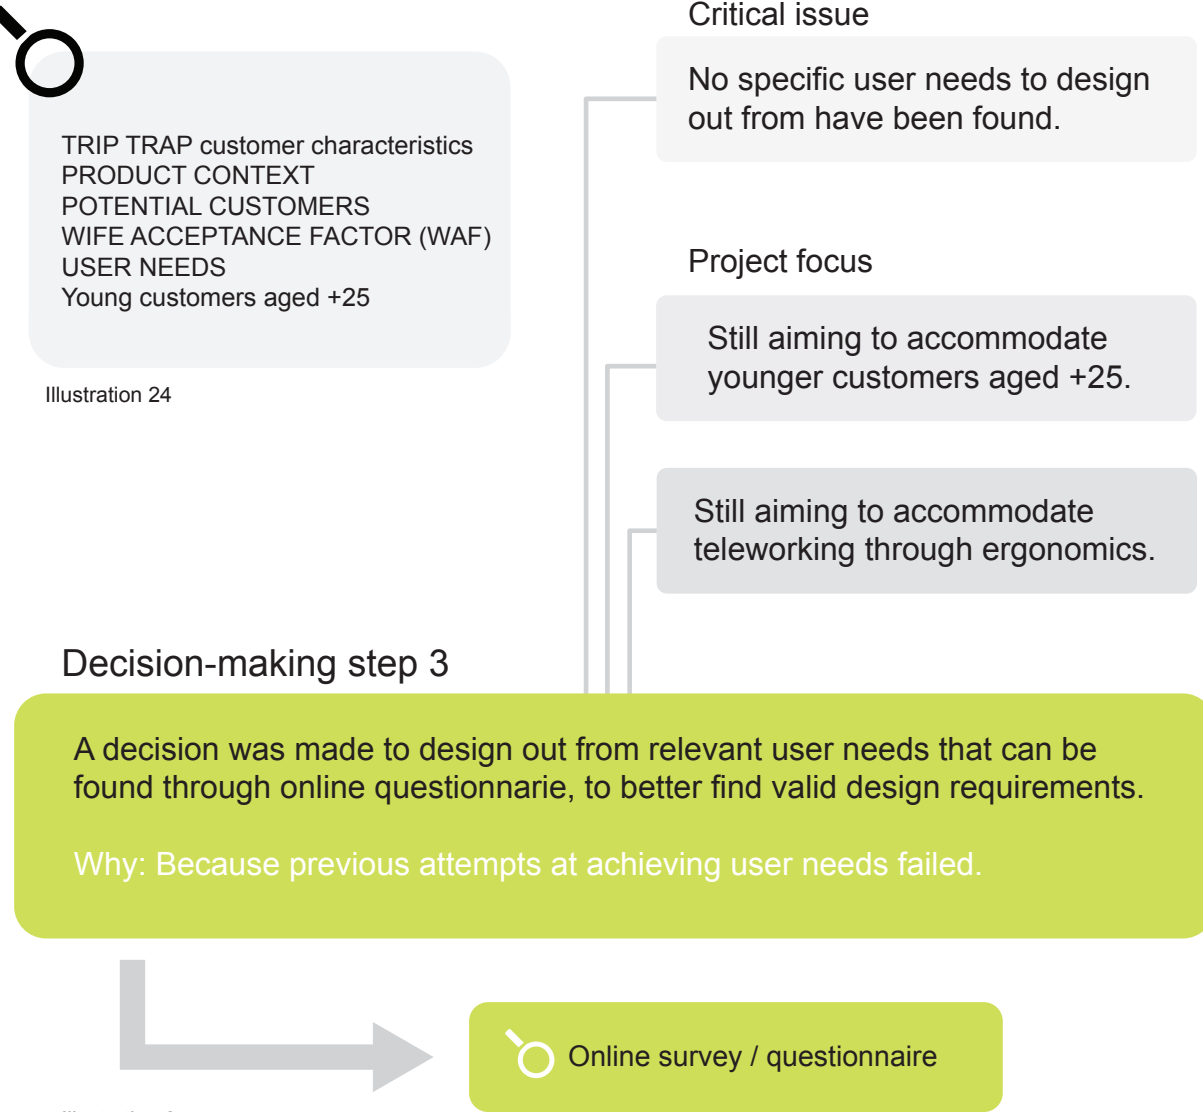 TRIP TRAP customer characteristics
PRODUCT CONTEXT
POTENTIAL CUSTOMERS
WIFE ACCEPTANCE FACTOR (WAF)
USER NEEDS
Young customers aged +25
Illustration 24
Critical issue
No specific user needs to design
out from have been found.
Project focus
Still aiming to accommodate
younger customers aged +25.
Still aiming to accommodate
teleworking through ergonomics.
Decision-making step 3
A decision was made to design out from relevant user needs that can be
found through online questionnarie, to better find valid design requirements.
Why: Because previous attempts at achieving user needs failed.
Online survey / questionnaire